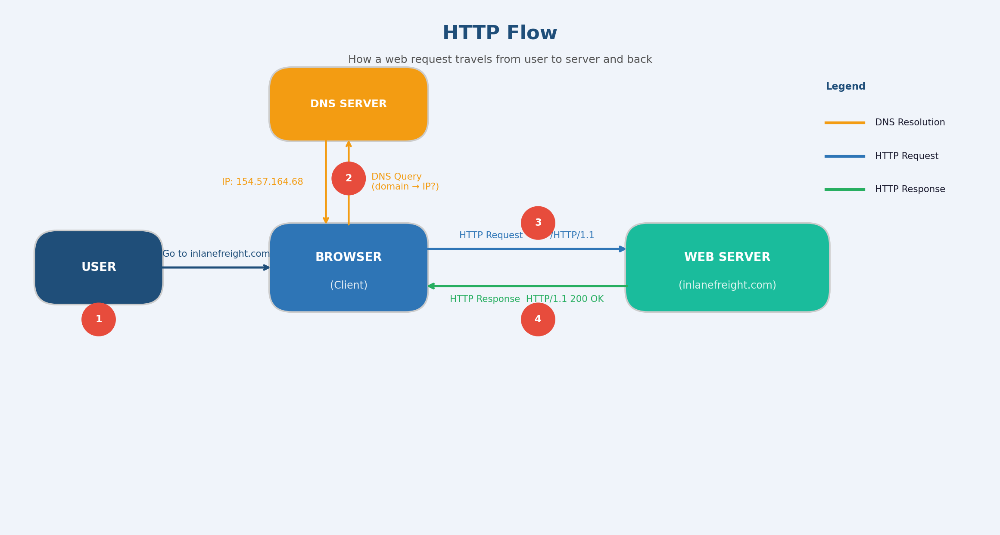 HTTP Flow
How a web request travels from user to server and back
DNS SERVER
Legend
DNS Resolution
HTTP Request
HTTP Response
IP: 154.57.164.68
2
DNS Query
(domain → IP?)
3
HTTP Request /HTTP/1.1
Go to inlanefreight.com
USER
BROWSER
(Client)
WEB SERVER
(inlanefreight.com)
HTTP Response  HTTP/1.1 200 OK
1
4